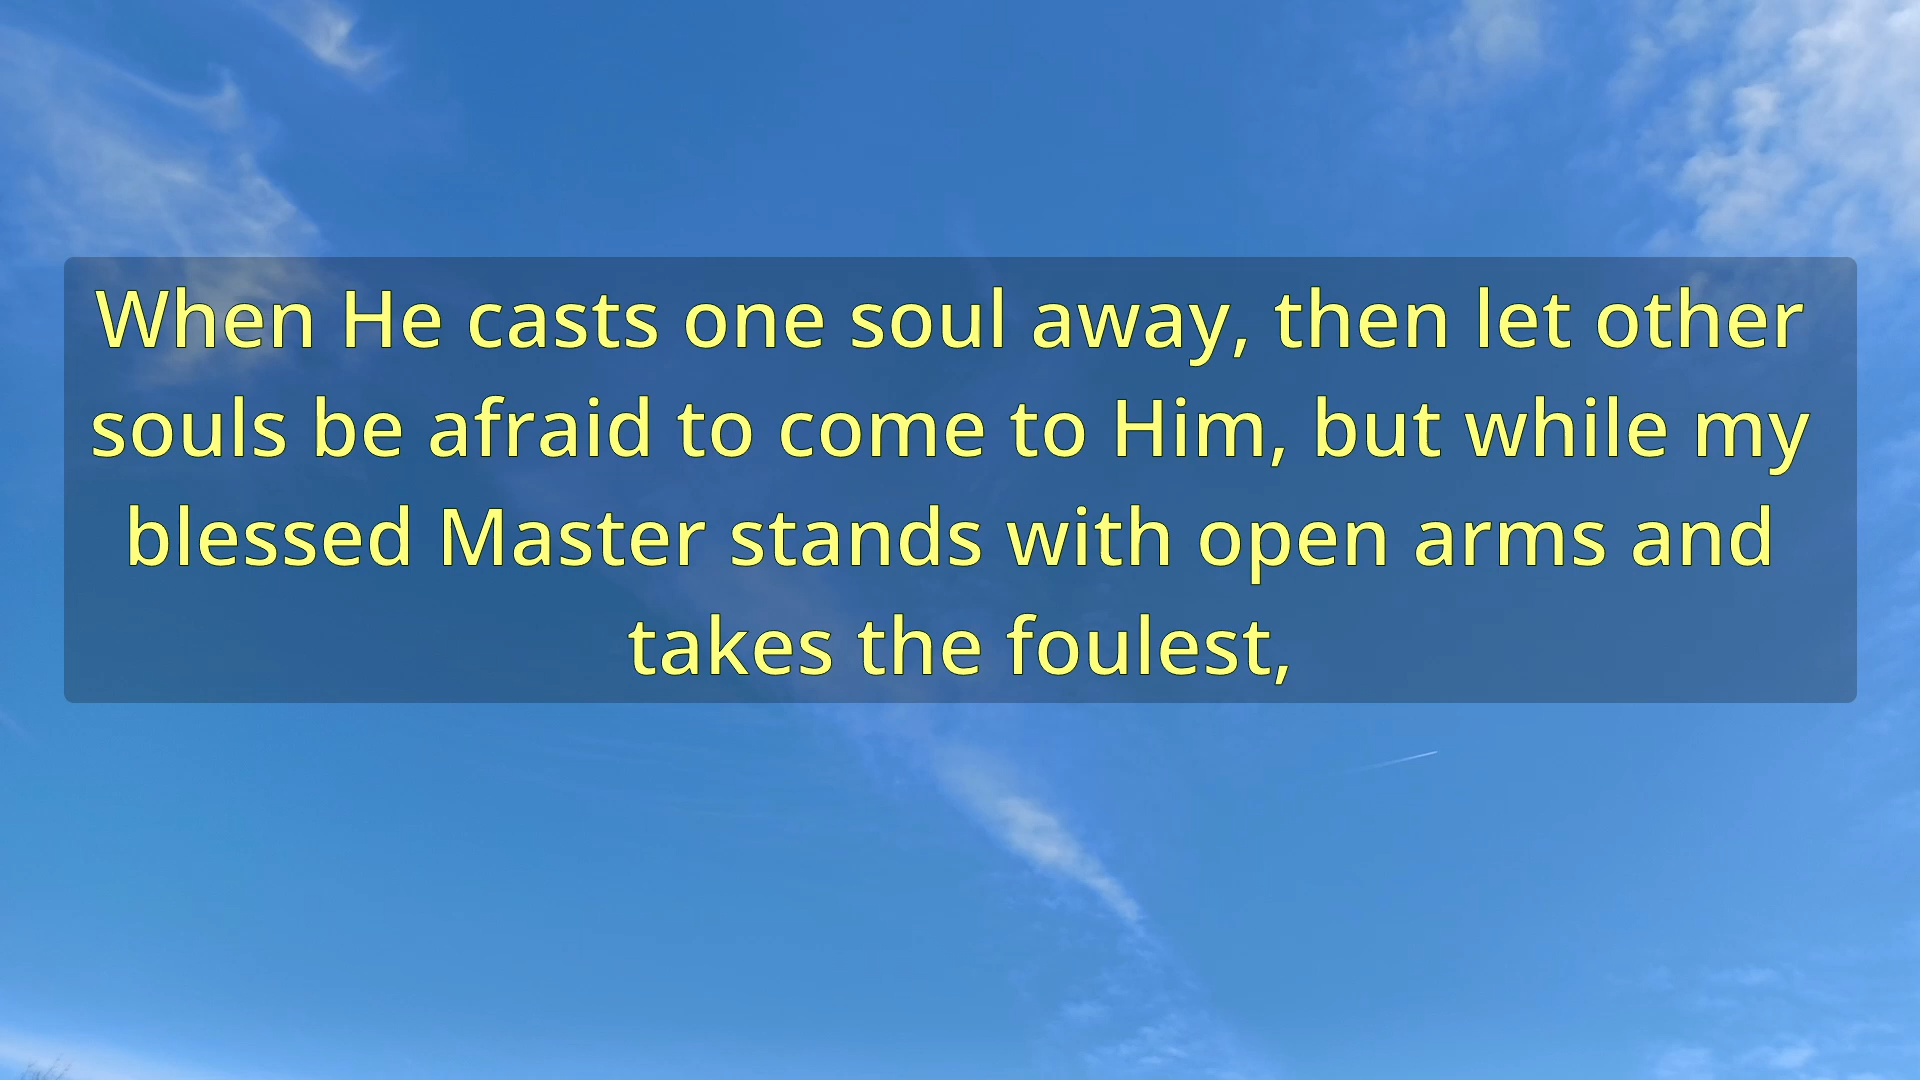 When He casts one soul away, then let other
souls be afraid to come to Him, but while my
blessed Master stands with open arms and
takes the foulest,